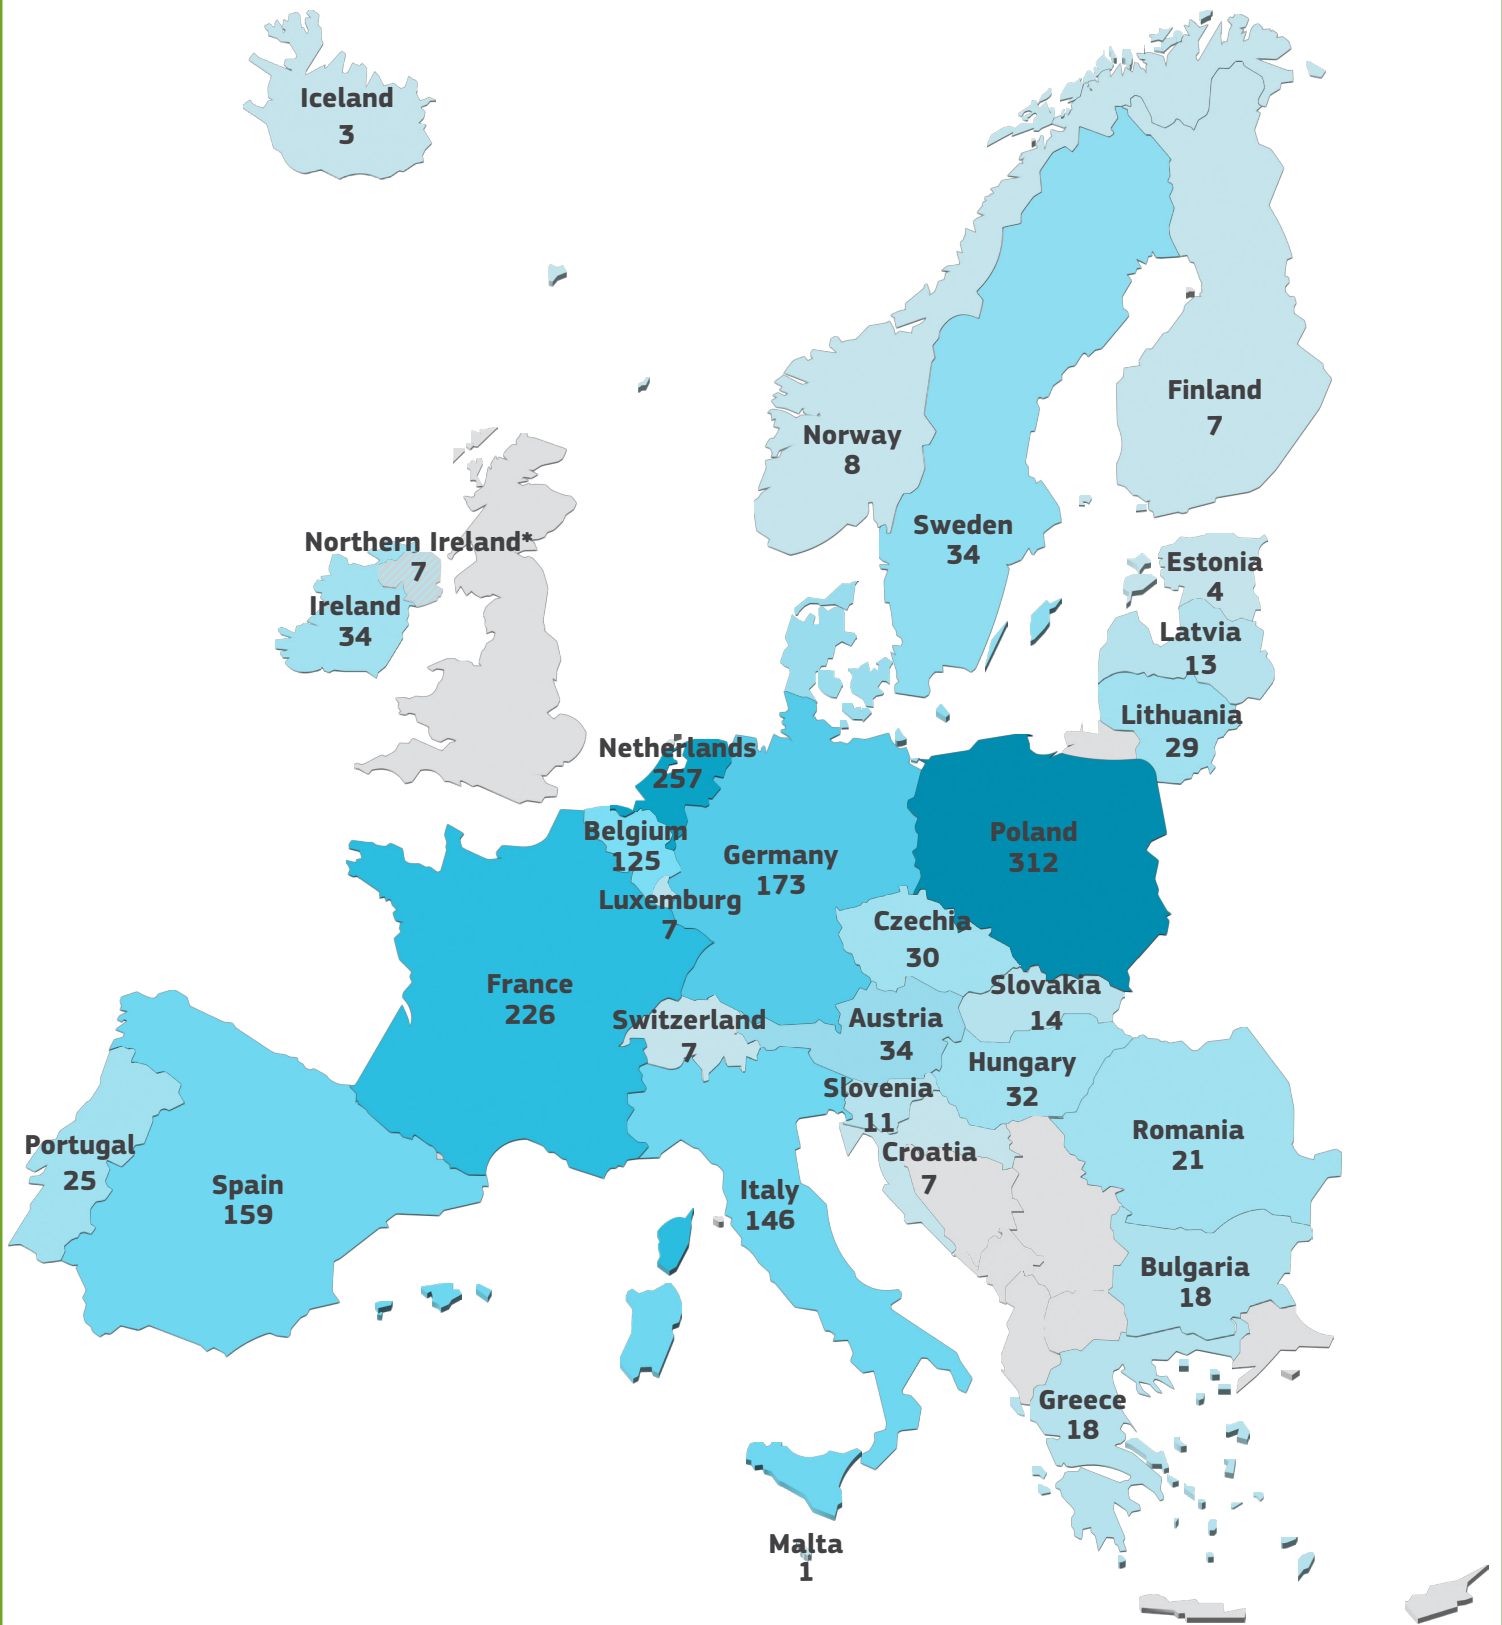 Iceland
3
Finland
7
Norway
8
Sweden
34
Northern Ireland*
7
Estonia
4
Ireland
34
Latvia
13
Lithuania
29
Netherlands
257
Belgium
125
Poland
312
Germany
173
Luxemburg
7
Czechia
30
France
226
Slovakia
14
Switzerland
7
Austria
34
Hungary
32
Slovenia
11
Romania
21
Portugal
25
Croatia
7
Spain
159
Italy
146
Bulgaria
18
Greece
18
Malta
1